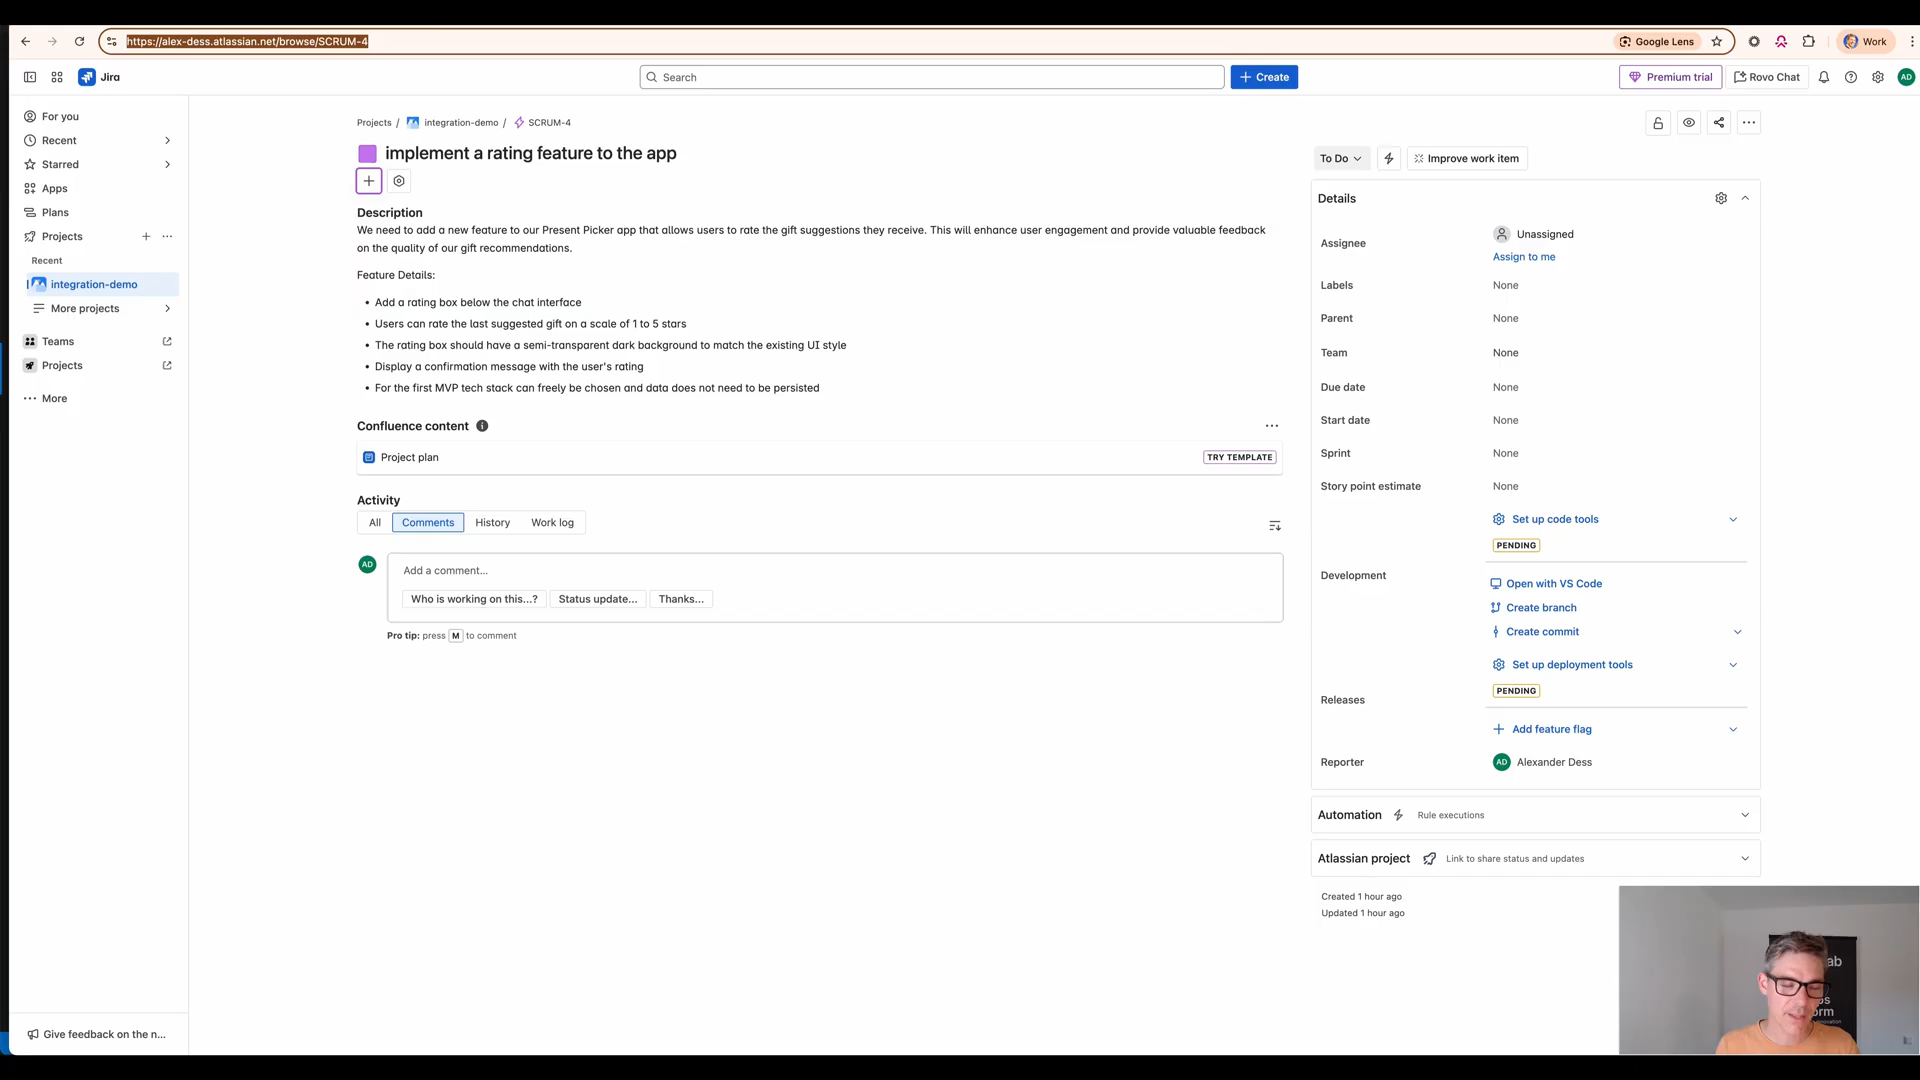 https://alex-dess.atlassian.net/browse/SCRUM-4
Google Lens
Work
Jira
Search
Create
Premium trial
Rovo Chat
AD
For you
Recent
Starred
Apps
Plans
Projects
Recent
integration-demo
More projects
Teams
Projects
More
Give feedback on the n...
Projects / integration-demo / SCRUM-4
implement a rating feature to the app
Description
We need to add a new feature to our Present Picker app that allows users to rate the gift suggestions they receive. This will enhance user engagement and provide valuable feedback
on the quality of our gift recommendations.
Feature Details:
• Add a rating box below the chat interface
• Users can rate the last suggested gift on a scale of 1 to 5 stars
• The rating box should have a semi-transparent dark background to match the existing UI style
• Display a confirmation message with the user's rating
• For the first MVP tech stack can freely be chosen and data does not need to be persisted
Confluence content
Project plan
TRY TEMPLATE
Activity
All Comments History Work log
AD
Add a comment...
Who is working on this...? Status update... Thanks...
Pro tip: press M to comment
To Do
Improve work item
Details
Assignee
Unassigned
Assign to me
Labels None
Parent None
Team None
Due date None
Start date None
Sprint None
Story point estimate None
Development
Set up code tools
PENDING
Open with VS Code
Create branch
Create commit
Releases
Set up deployment tools
PENDING
Add feature flag
Reporter
AD Alexander Dess
Automation Rule executions
Atlassian project Link to share status and updates
Created 1 hour ago
Updated 1 hour ago